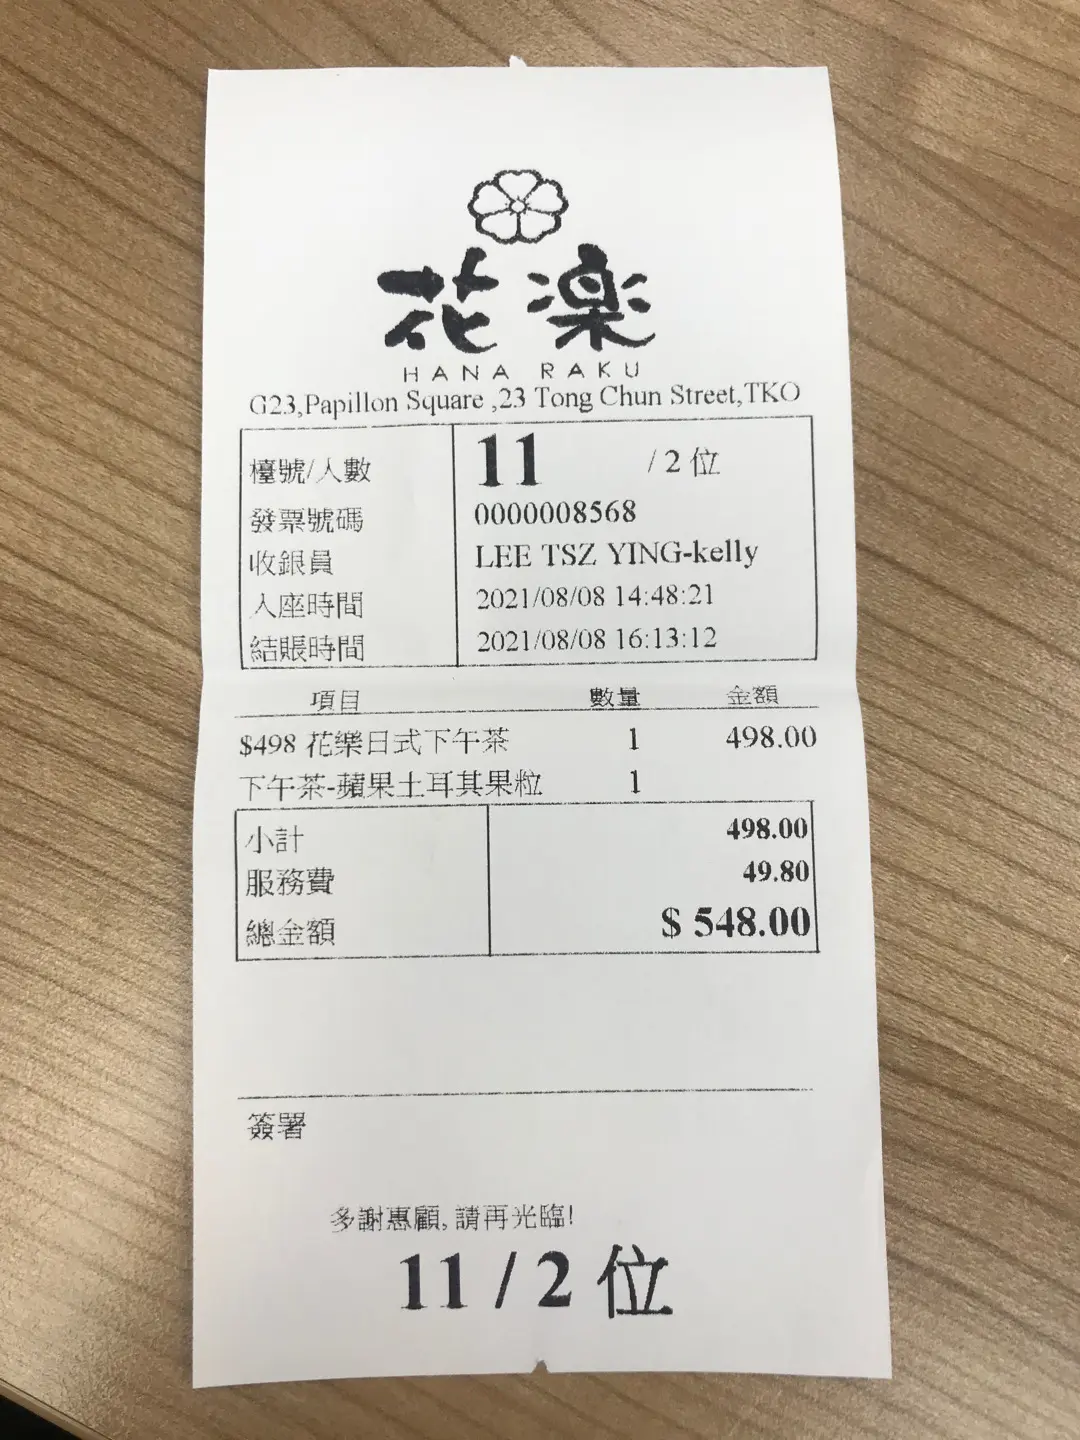 花楽
HANA RAKU
G23,Papillon Square ,23 Tong Chun Street,TKO
檯號/人數 11 / 2 位
發票號碼 0000008568
收銀員 LEE TSZ YING-kelly
入座時間 2021/08/08 14:48:21
結賬時間 2021/08/08 16:13:12
項目 數量 金額
$498 花樂日式下午茶 1 498.00
下午茶-蘋果土耳其果粒 1
小計 498.00
服務費 49.80
總金額 $ 548.00
簽署
多謝惠顧, 請再光臨!
11 / 2 位